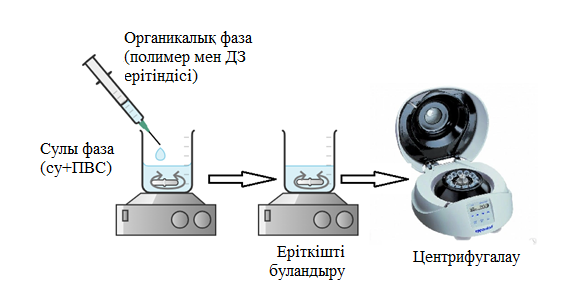 Органикалық фаза
(полимер мен ДЗ
ерітіндісі)
Сулы фаза
(су+ПВС)
Еріткішті
буландыру
Центрифугалау